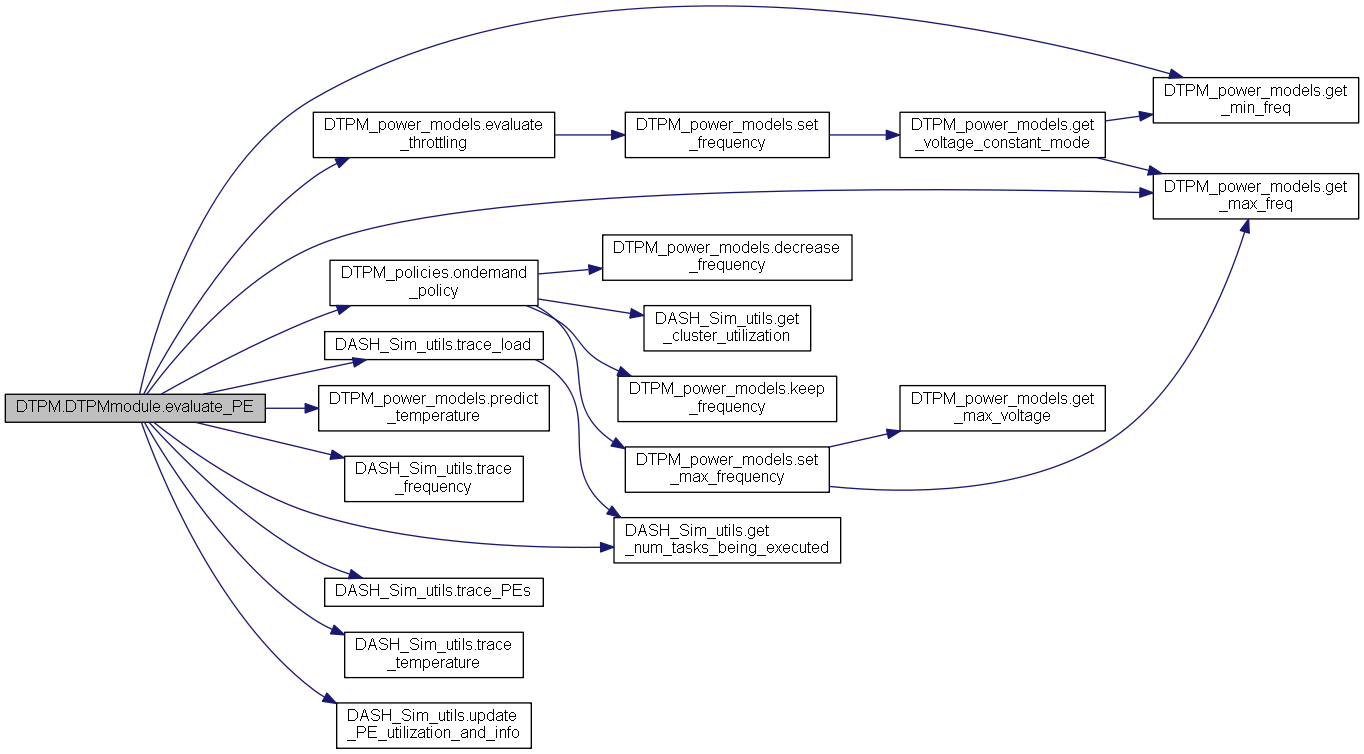 DTPM_power_models.get
_min_freq
DTPM_power_models.evaluate
_throttling
DTPM_power_models.set
_frequency
DTPM_power_models.get
_voltage_constant_mode
DTPM_power_models.get
_max_freq
DTPM_power_models.decrease
_frequency
DTPM_policies.ondemand
_policy
DASH_Sim_utils.get
_cluster_utilization
DASH_Sim_utils.trace_load
DTPM_power_models.keep
_frequency
DTPM_power_models.predict
_temperature
DTPM_power_models.get
_max_voltage
DTPM.DTPMmodule.evaluate_PE
DTPM_power_models.set
_max_frequency
DASH_Sim_utils.trace
_frequency
DASH_Sim_utils.get
_num_tasks_being_executed
DASH_Sim_utils.trace_PEs
DASH_Sim_utils.trace
_temperature
DASH_Sim_utils.update
_PE_utilization_and_info